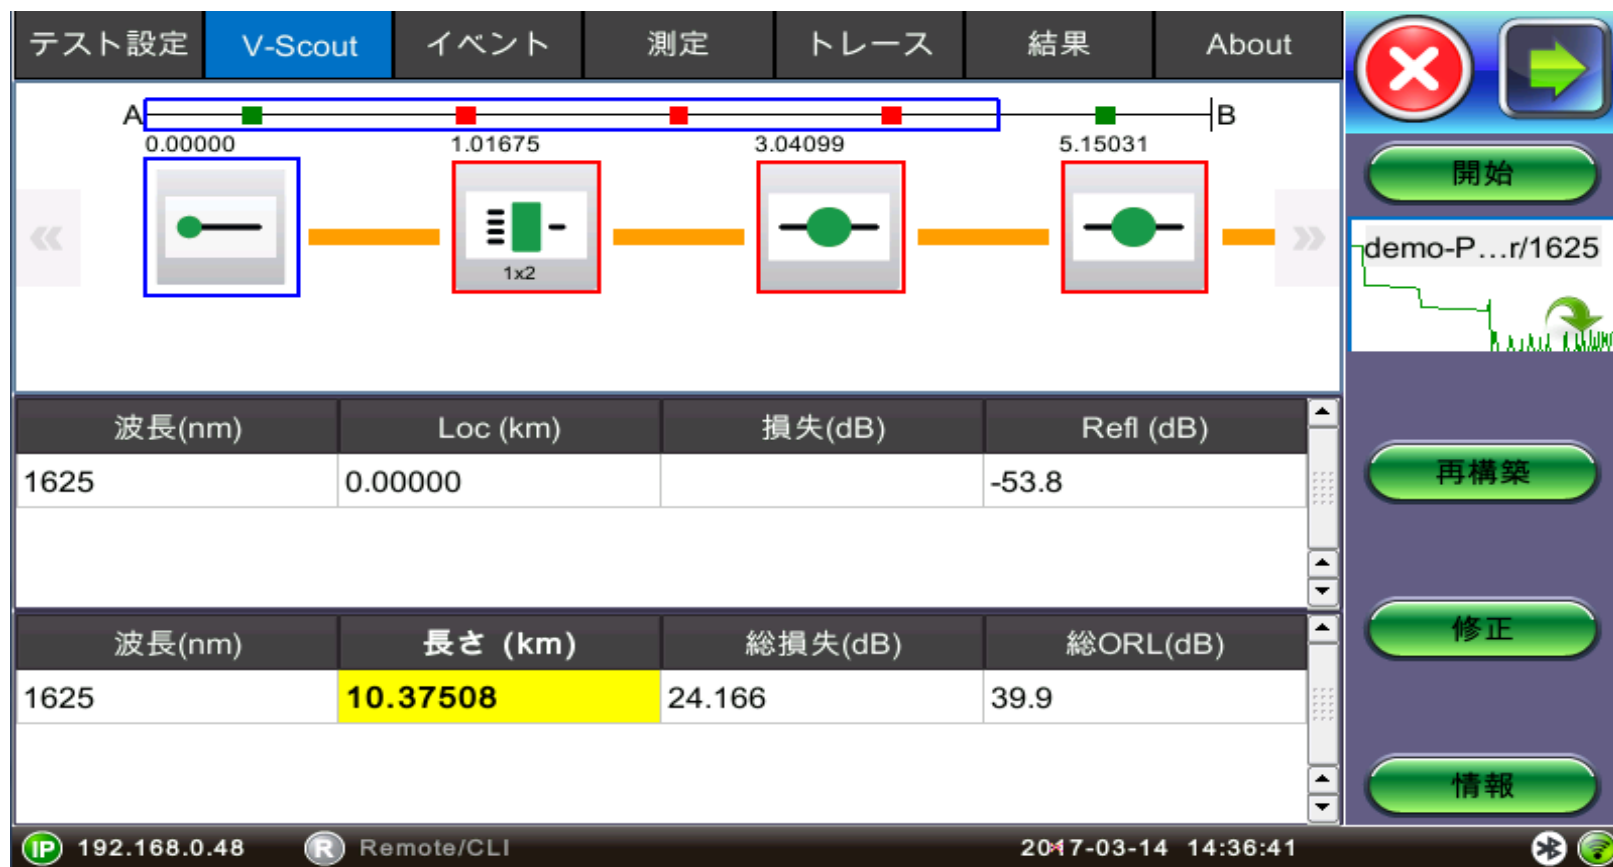 テスト設定 V-Scout イベント 測定 トレース 結果 About
A B
0.00000 1.01675 3.04099 5.15031
開始
demo-P...r/1625
1x2
波長(nm) Loc (km) 損失(dB) Refl (dB)
1625 0.00000 -53.8
再構築
波長(nm) 長さ (km) 総損失(dB) 総ORL(dB)
修正
1625 10.37508 24.166 39.9
情報
IP 192.168.0.48 R Remote/CLI 2017-03-14 14:36:41